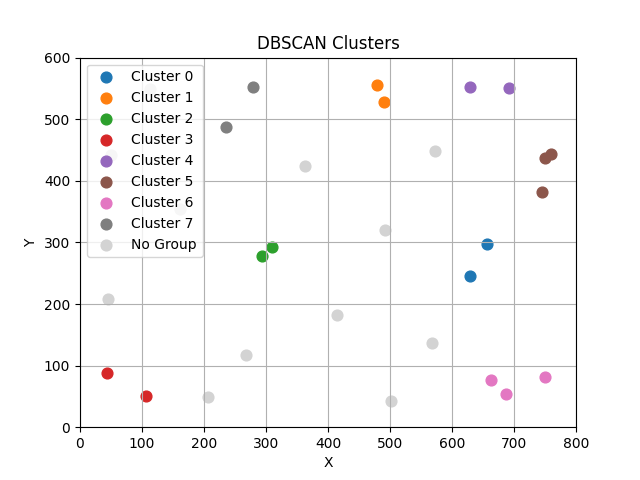 DBSCAN Clusters
600
500
400
300
200
100
0
Y
Cluster 0
Cluster 1
Cluster 2
Cluster 3
Cluster 4
Cluster 5
Cluster 6
Cluster 7
No Group
0 100 200 300 400 500 600 700 800
X